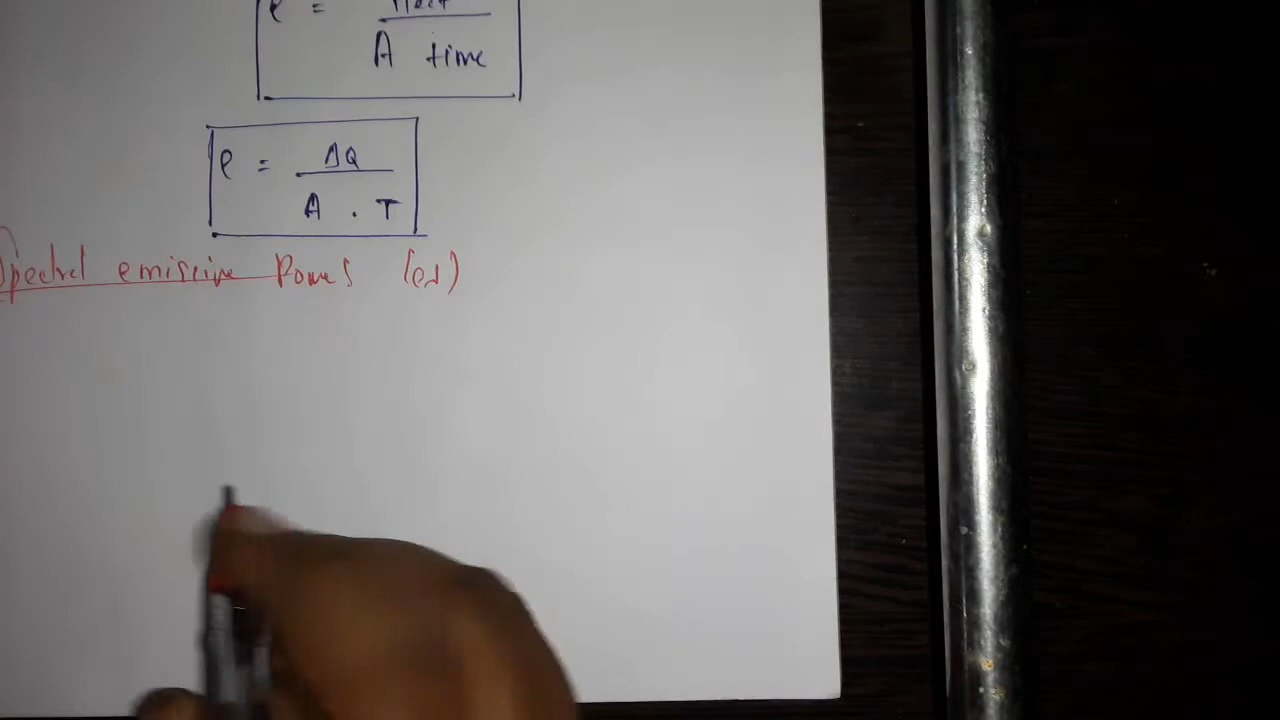 e =
A time
e = ΔQ
A . T
Spectral emissive Power (eλ)